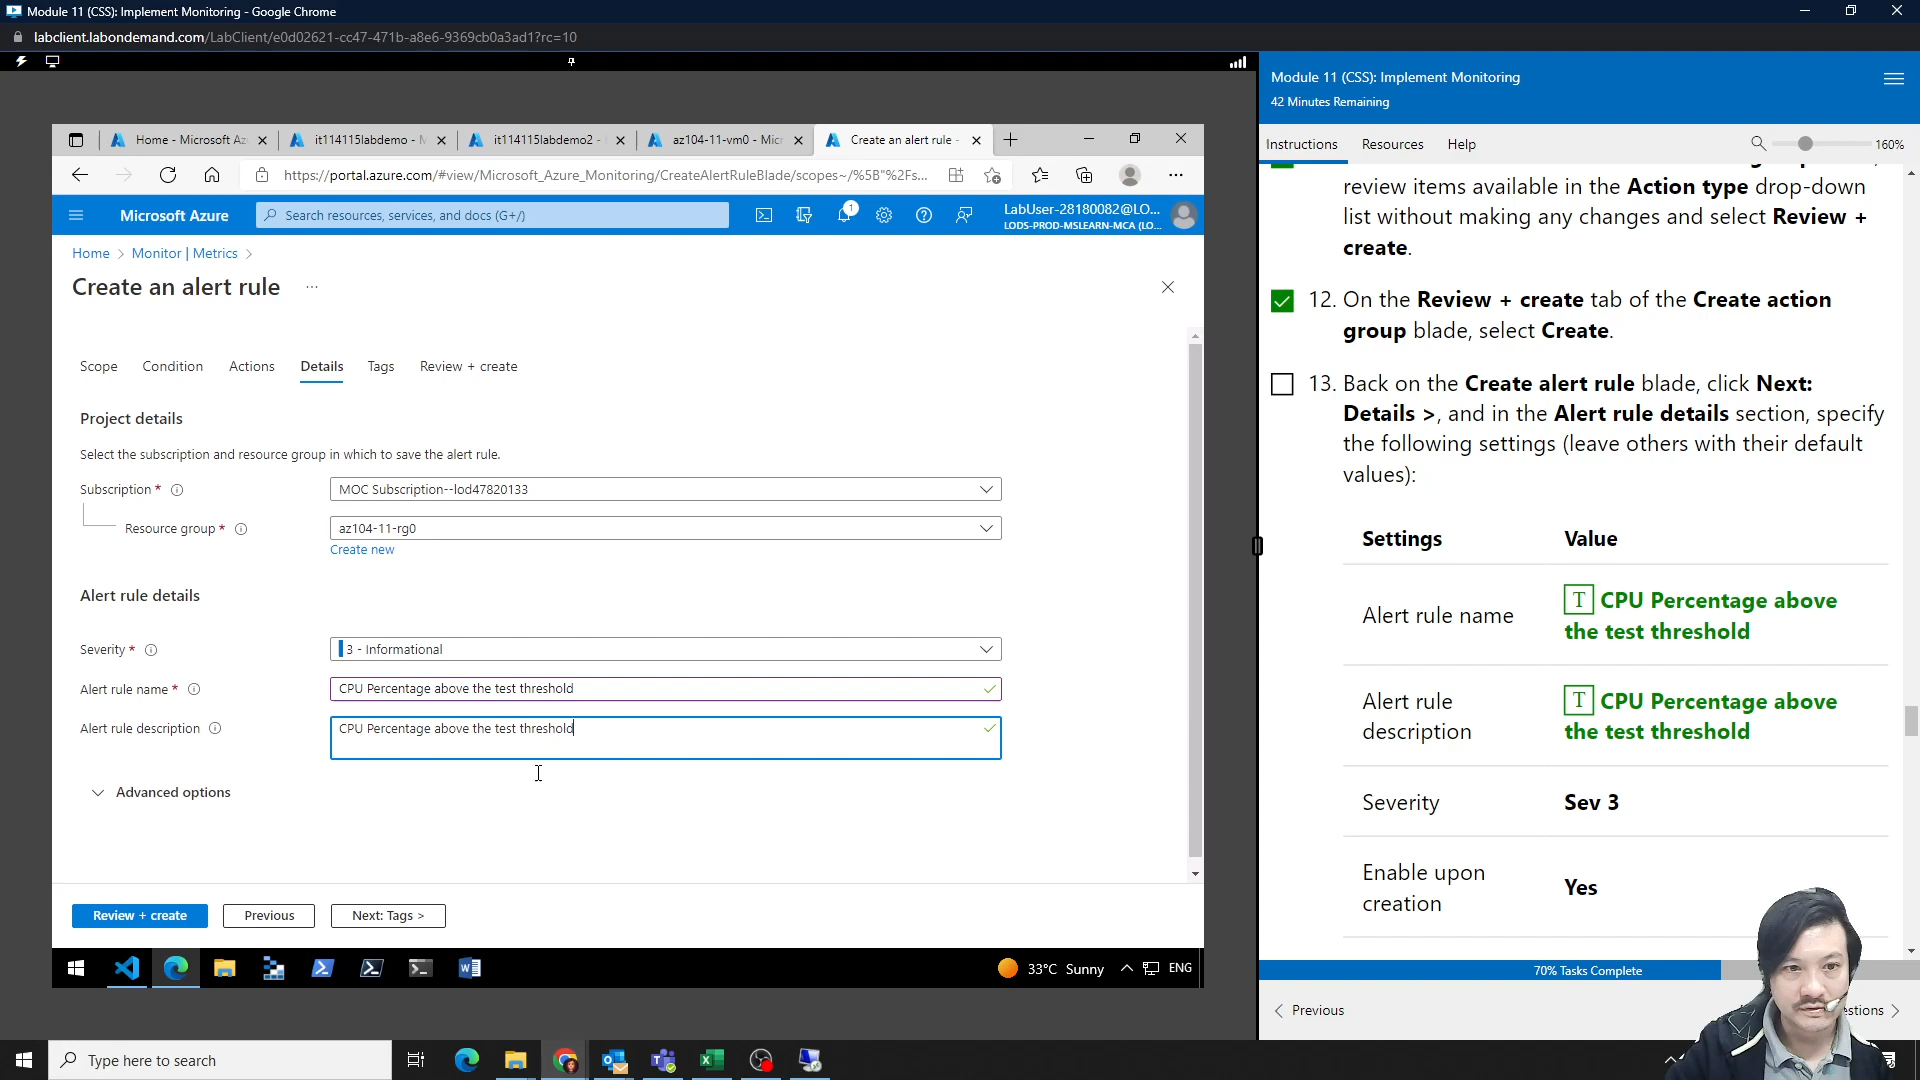 Module 11 (CSS): Implement Monitoring - Google Chrome
labclient.labondemand.com/LabClient/e0d02621-cc47-471b-a8e6-9369cb0a3ad1?rc=10
Home - Microsoft Az
it114115labdemo - M
it114115labdemo2 -
az104-11-vm0 - Micr
Create an alert rule -
https://portal.azure.com/#view/Microsoft_Azure_Monitoring/CreateAlertRuleBlade/scopes~/%5B"%2Fs...
Microsoft Azure
Search resources, services, and docs (G+/)
1
LabUser-28180082@LO...
LODS-PROD-MSLEARN-MCA (LO...
Home > Monitor | Metrics >
Create an alert rule ...
Scope
Condition
Actions
Details
Tags
Review + create
Project details
Select the subscription and resource group in which to save the alert rule.
Subscription *
MOC Subscription--lod47820133
Resource group *
az104-11-rg0
Create new
Alert rule details
Severity *
3 - Informational
Alert rule name *
CPU Percentage above the test threshold
Alert rule description
CPU Percentage above the test threshold
Advanced options
Review + create
Previous
Next: Tags >
33°C Sunny
ENG
Module 11 (CSS): Implement Monitoring
42 Minutes Remaining
Instructions
Resources
Help
160%
review items available in the Action type drop-down
list without making any changes and select Review +
create.
12. On the Review + create tab of the Create action
group blade, select Create.
13. Back on the Create alert rule blade, click Next:
Details >, and in the Alert rule details section, specify
the following settings (leave others with their default
values):
Settings
Value
Alert rule name
T CPU Percentage above
the test threshold
Alert rule
description
T CPU Percentage above
the test threshold
Severity
Sev 3
Enable upon
creation
Yes
70% Tasks Complete
< Previous
stions >
Type here to search